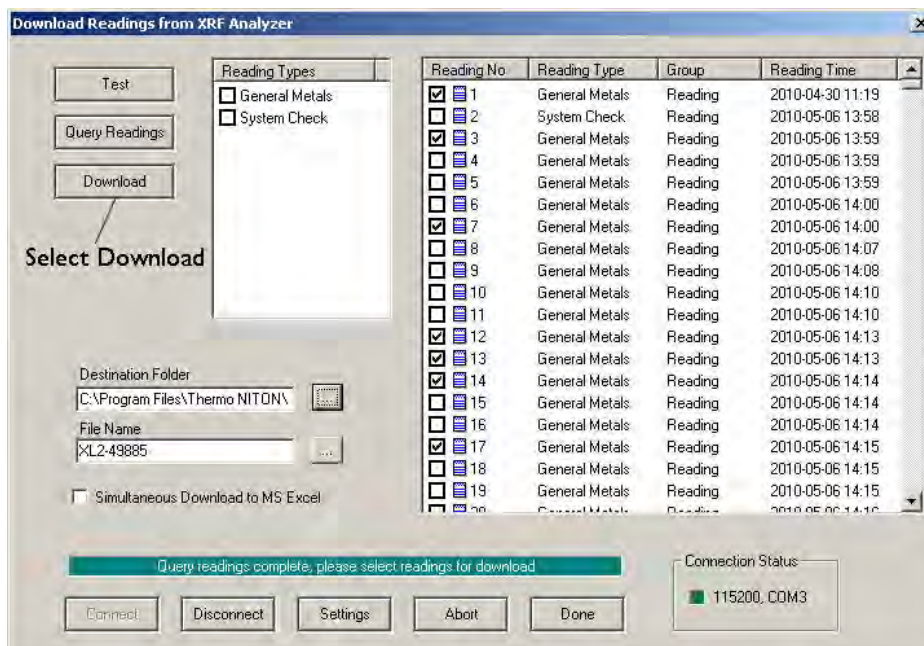 Download Readings from XRF Analyzer
Test
Query Readings
Download
Select Download
Reading Types
General Metals
System Check
Destination Folder
C:\Program Files\Thermo NITON\
...
File Name
XL2-49885
...
Simultaneous Download to MS Excel
Reading No Reading Type Group Reading Time
1 General Metals Reading 2010-04-30 11:19
2 System Check Reading 2010-05-06 13:58
3 General Metals Reading 2010-05-06 13:59
4 General Metals Reading 2010-05-06 13:59
5 General Metals Reading 2010-05-06 13:59
6 General Metals Reading 2010-05-06 14:00
7 General Metals Reading 2010-05-06 14:00
8 General Metals Reading 2010-05-06 14:07
9 General Metals Reading 2010-05-06 14:08
10 General Metals Reading 2010-05-06 14:10
11 General Metals Reading 2010-05-06 14:10
12 General Metals Reading 2010-05-06 14:13
13 General Metals Reading 2010-05-06 14:13
14 General Metals Reading 2010-05-06 14:14
15 General Metals Reading 2010-05-06 14:14
16 General Metals Reading 2010-05-06 14:14
17 General Metals Reading 2010-05-06 14:15
18 General Metals Reading 2010-05-06 14:15
19 General Metals Reading 2010-05-06 14:15
Query readings complete, please select readings for download
Connect Disconnect Settings Abort Done
Connection Status
115200, COM3